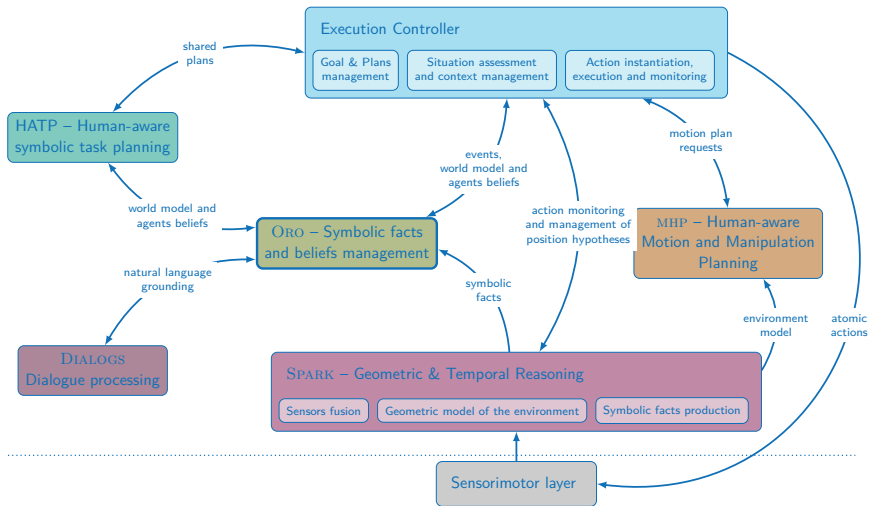 Execution Controller
Goal & Plans
management
Situation assessment
and context management
Action instantiation,
execution and monitoring
shared
plans
HATP – Human-aware
symbolic task planning
motion plan
requests
events,
world model and
agents beliefs
world model and
agents beliefs
action monitoring
and management of
position hypotheses
MHP – Human-aware
Motion and Manipulation
Planning
ORO – Symbolic facts
and beliefs management
natural language
grounding
symbolic
facts
environment
model
atomic
actions
DIALOGS
Dialogue processing
SPARK – Geometric & Temporal Reasoning
Sensors fusion
Geometric model of the environment
Symbolic facts production
Sensorimotor layer